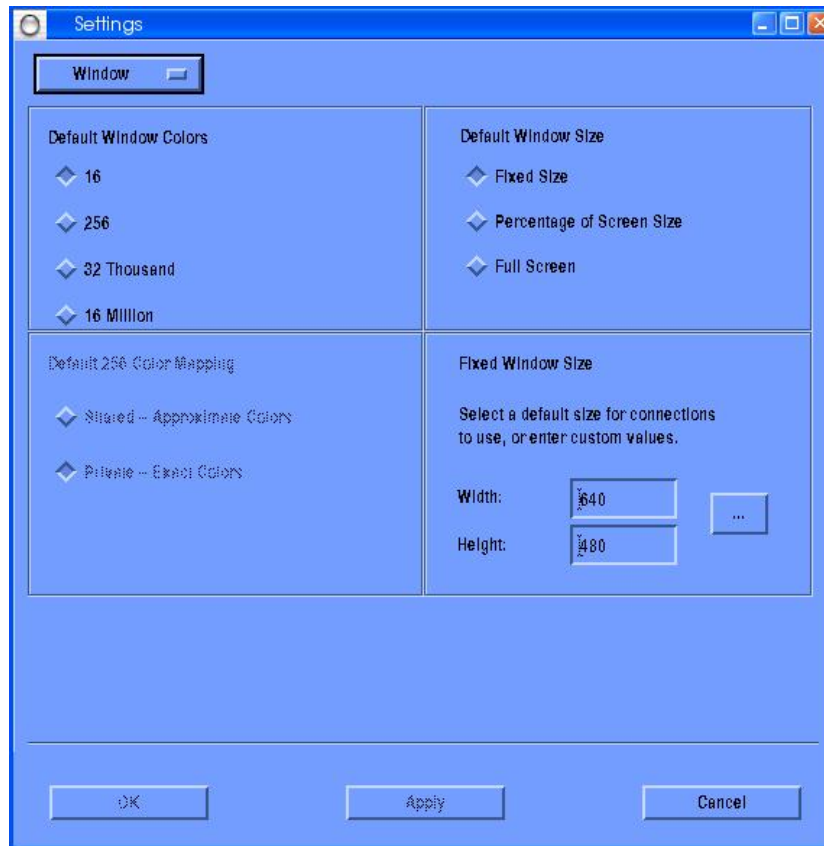 Settings
Window
Default Window Colors
16
256
32 Thousand
16 Million
Default Window Size
Fixed Size
Percentage of Screen Size
Full Screen
Default 256 Color Mapping
Shared – Approximate Colors
Private – Exact Colors
Fixed Window Size
Select a default size for connections
to use, or enter custom values.
Width:
640
...
Height:
480
OK
Apply
Cancel